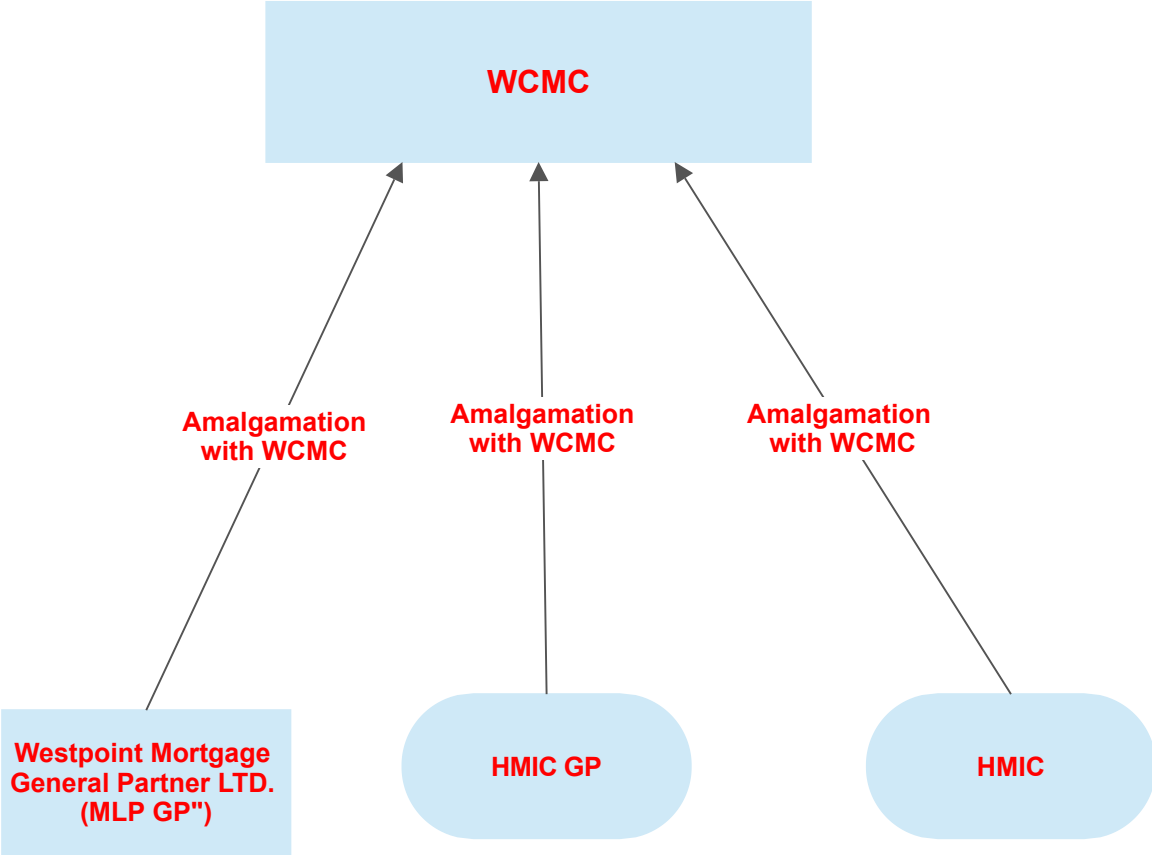 WCMC
Amalgamation
with WCMC
Amalgamation
with WCMC
Amalgamation
with WCMC
Westpoint Mortgage
General Partner LTD.
(MLP GP")
HMIC GP
HMIC